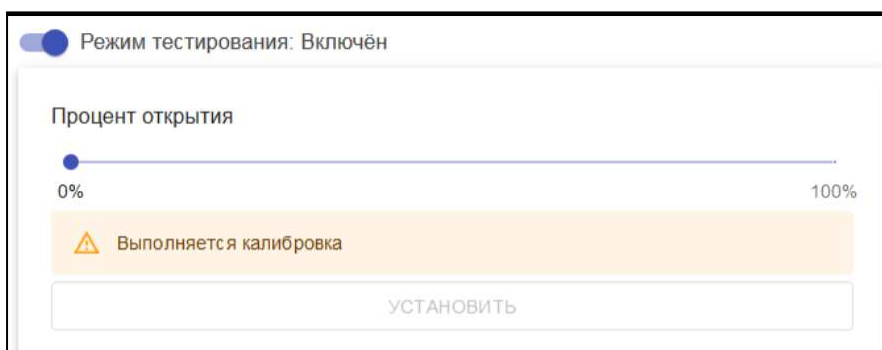 Режим тестирования: Включён
Процент открытия
0% 100%
Выполняется калибровка
УСТАНОВИТЬ